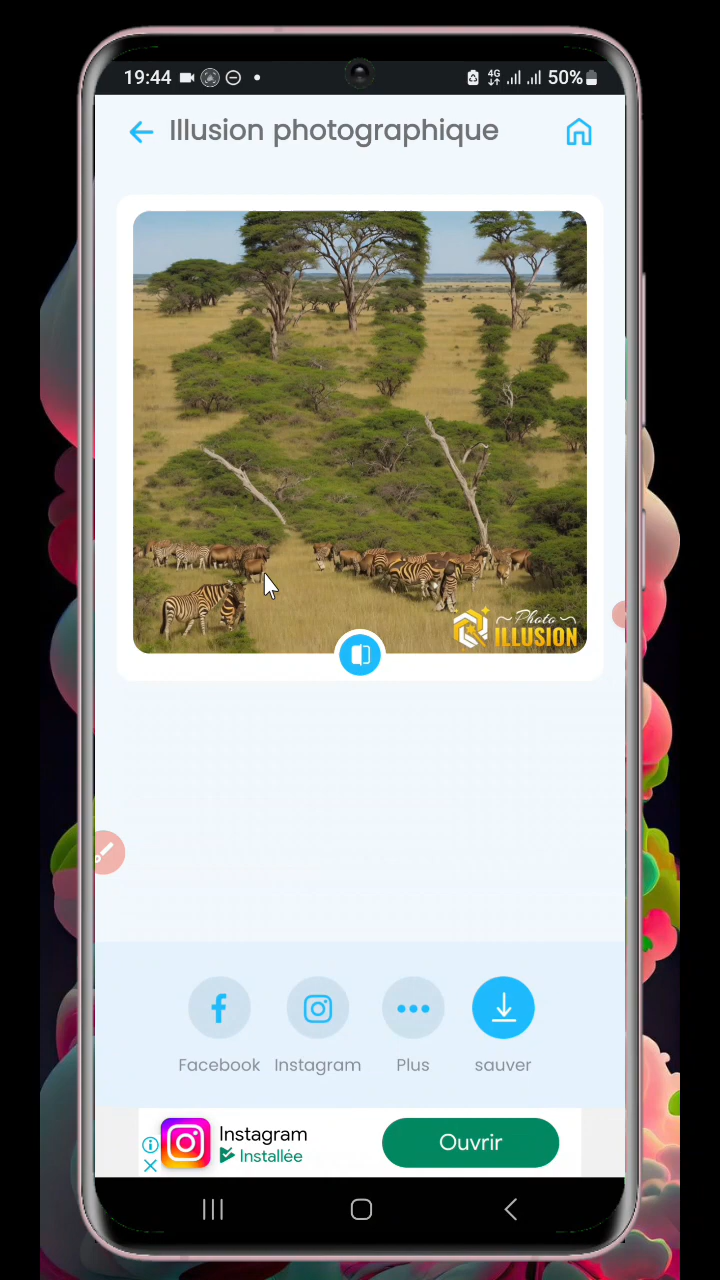 19:44
4G
50%
Illusion photographique
Photo
ILLUSION
Facebook
Instagram
Plus
sauver
Instagram
Installée
Ouvrir